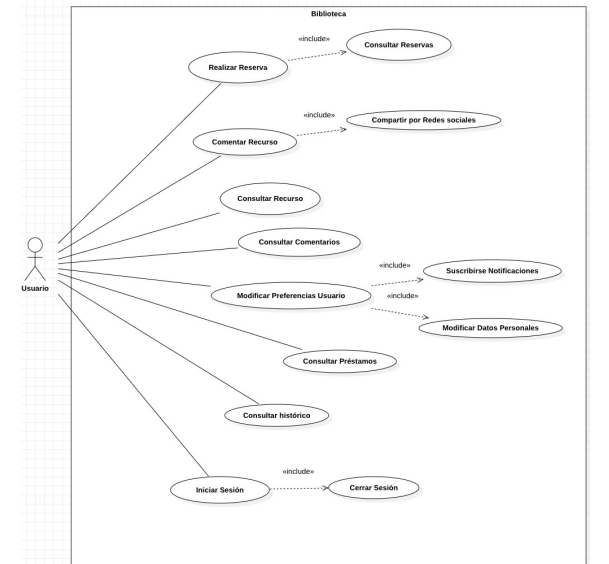 Biblioteca
«include»
Consultar Reservas
Realizar Reserva
«include»
Compartir por Redes sociales
Comentar Recurso
Consultar Recurso
Consultar Comentarios
«include»
Suscribirse Notificaciones
Usuario
Modificar Preferencias Usuario
«include»
Modificar Datos Personales
Consultar Préstamos
Consultar histórico
«include»
Iniciar Sesión
Cerrar Sesión